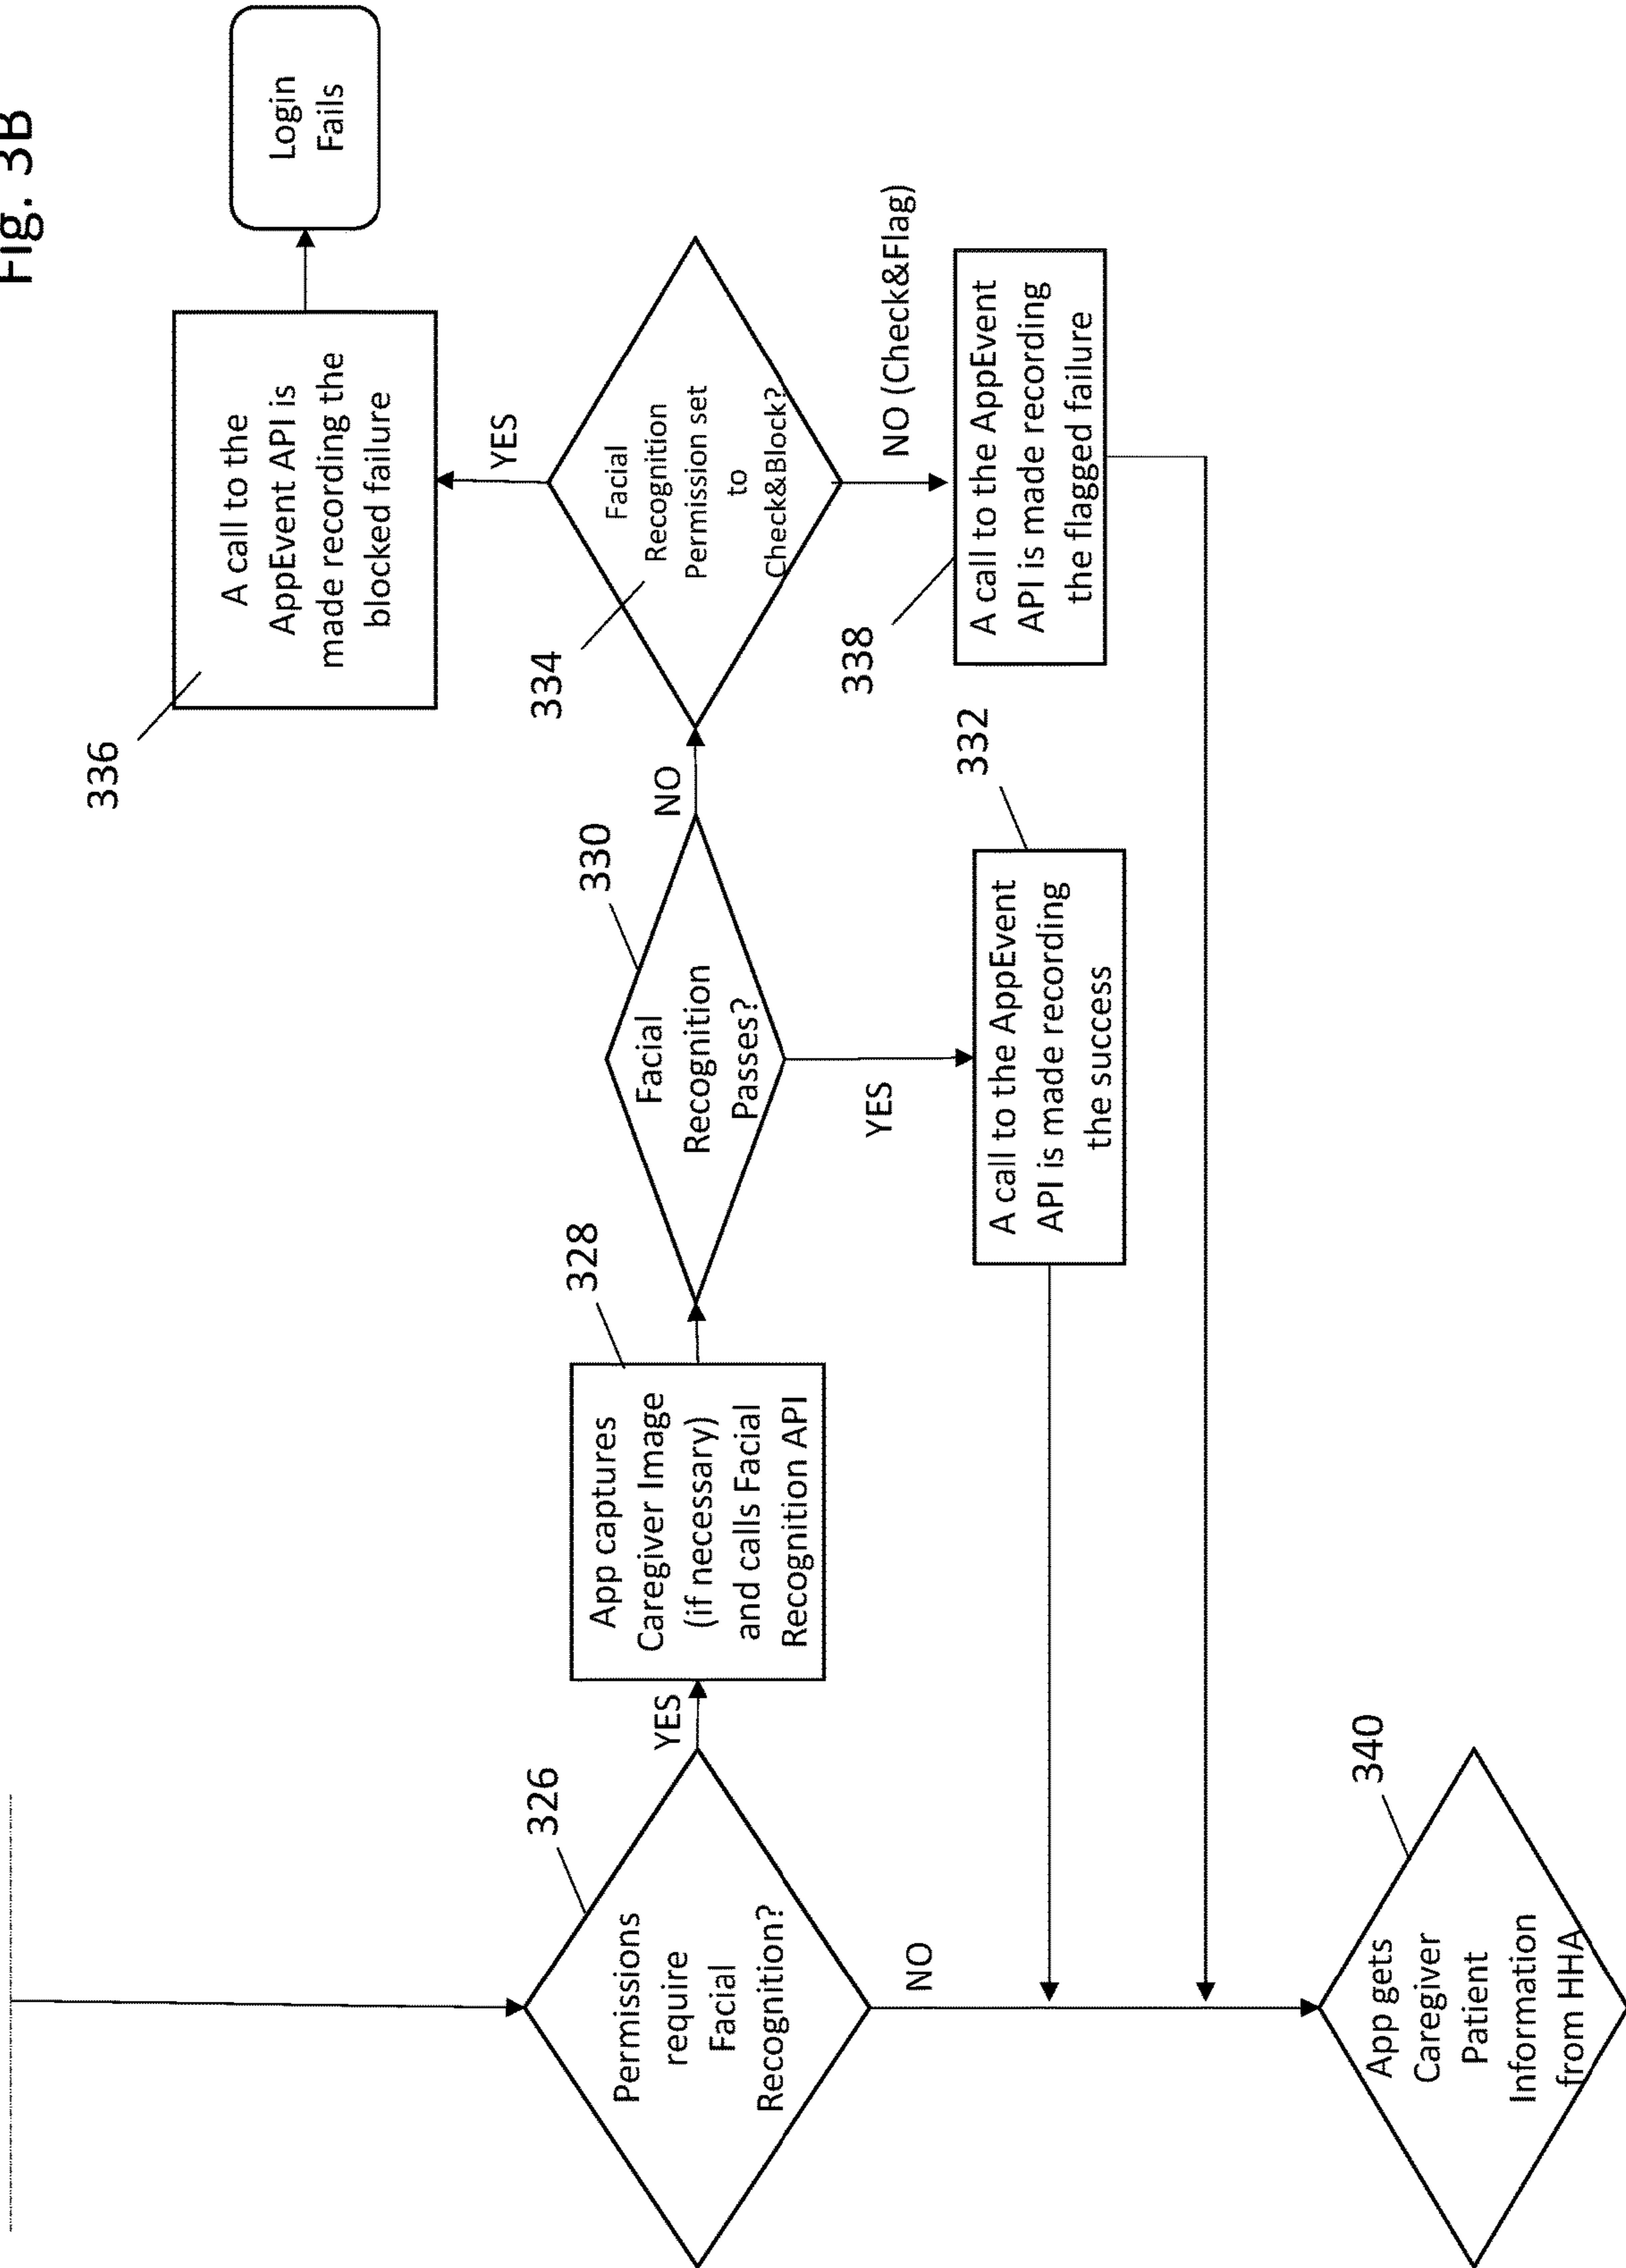 Fig. 3B
326
Permissions
require
Facial
Recognition?
YES
NO
328
App captures
Caregiver Image
(if necessary)
and calls Facial
Recognition API
330
Facial
Recognition
Passes?
NO
YES
334
Facial
Recognition
Permission set
to
Check&Block?
YES
NO (Check&Flag)
336
A call to the
AppEvent API is
made recording the
blocked failure
Login
Fails
332
A call to the AppEvent
API is made recording
the success
338
A call to the AppEvent
API is made recording
the flagged failure
340
App gets
Caregiver
Patient
Information
from HHA